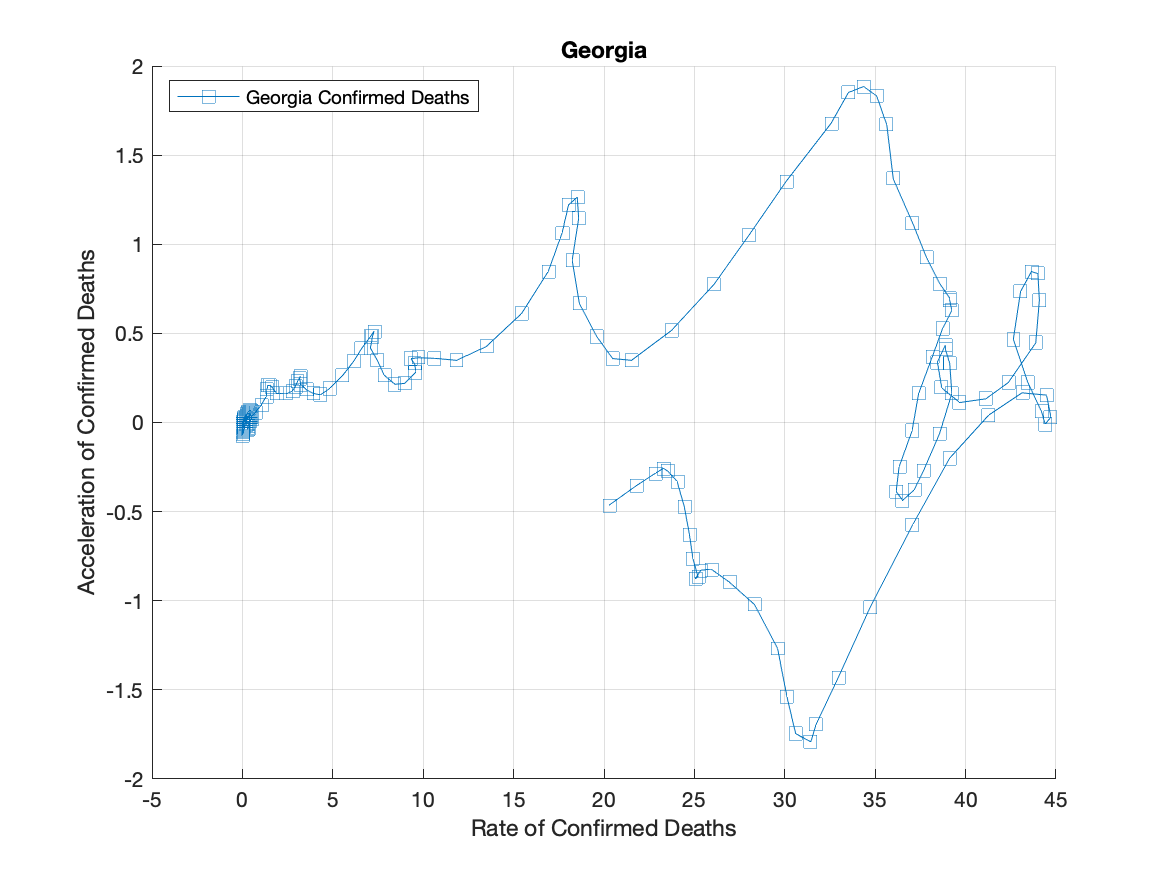 Georgia
Georgia Confirmed Deaths
2
1.5
1
0.5
0
-0.5
-1
-1.5
-2
Acceleration of Confirmed Deaths
-5 0 5 10 15 20 25 30 35 40 45
Rate of Confirmed Deaths